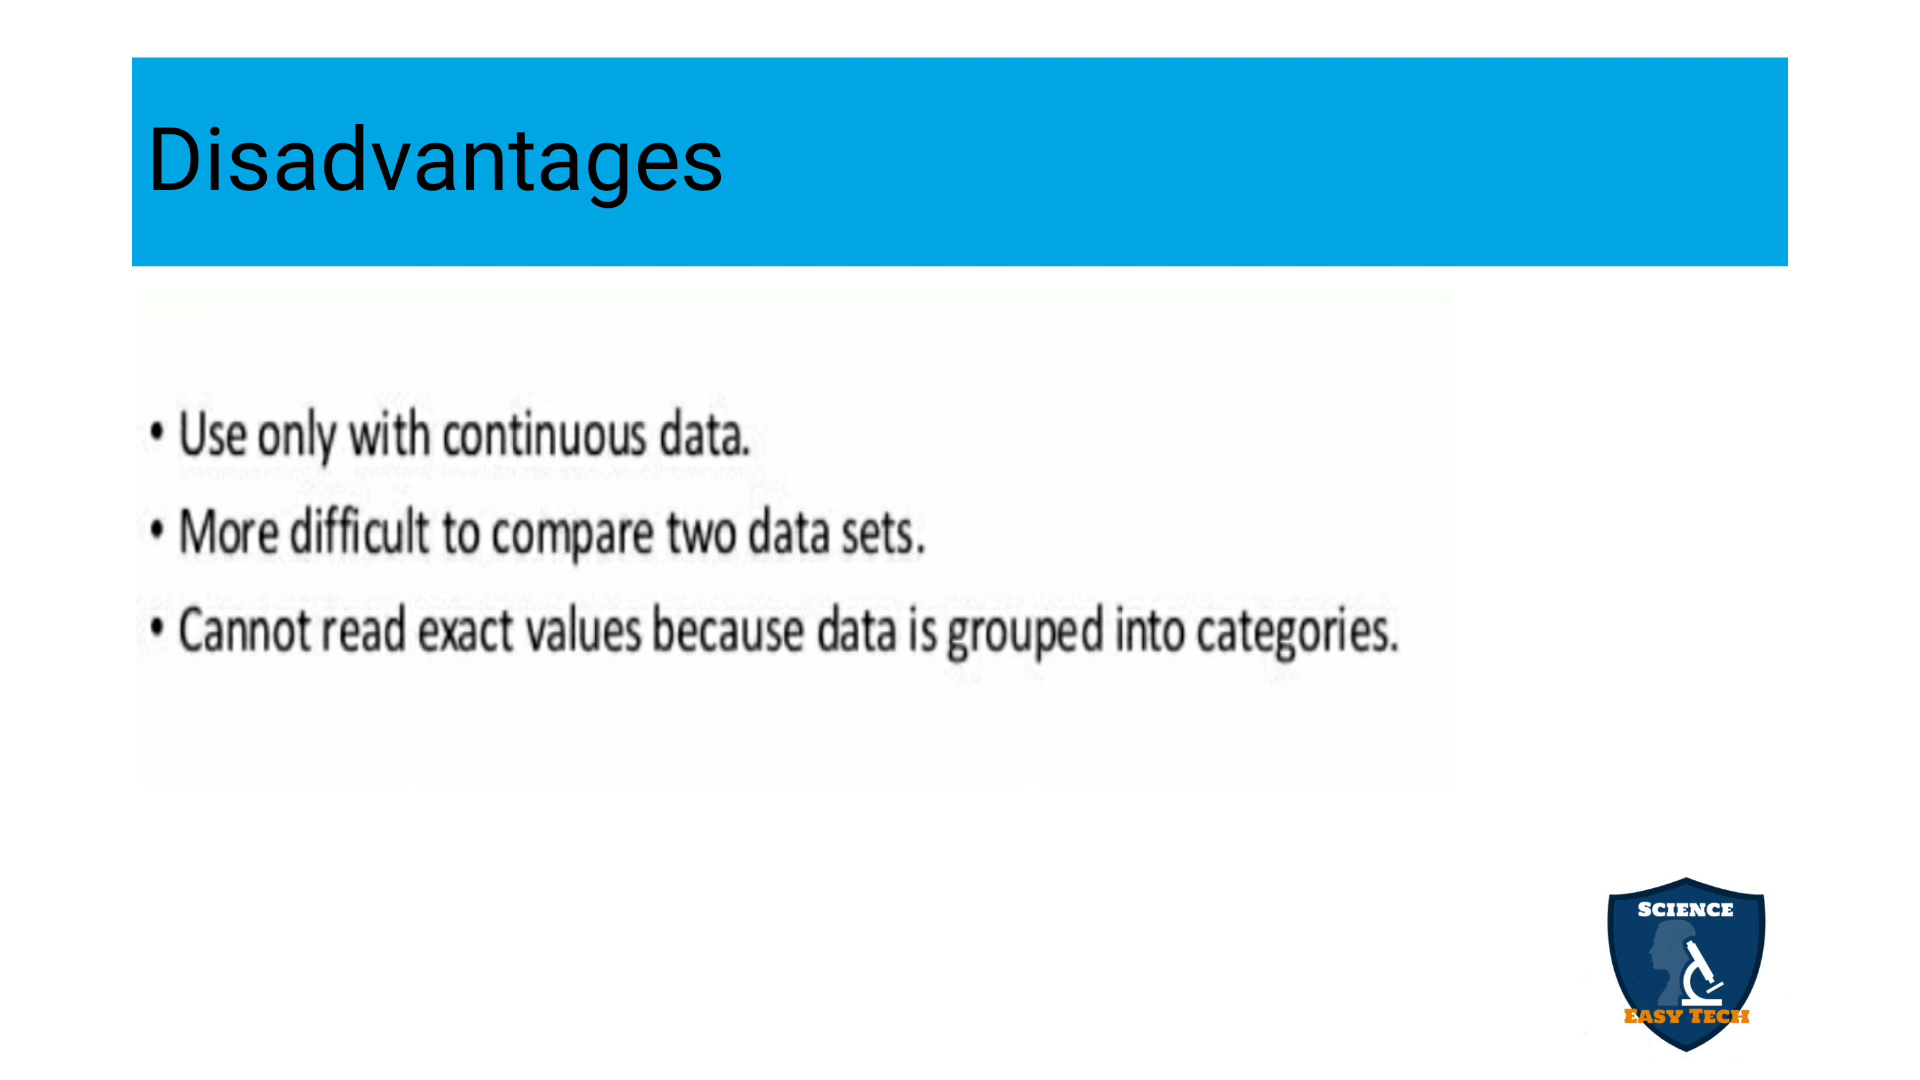 Disadvantages
• Use only with continuous data.
• More difficult to compare two data sets.
• Cannot read exact values because data is grouped into categories.
SCIENCE
EASY TECH